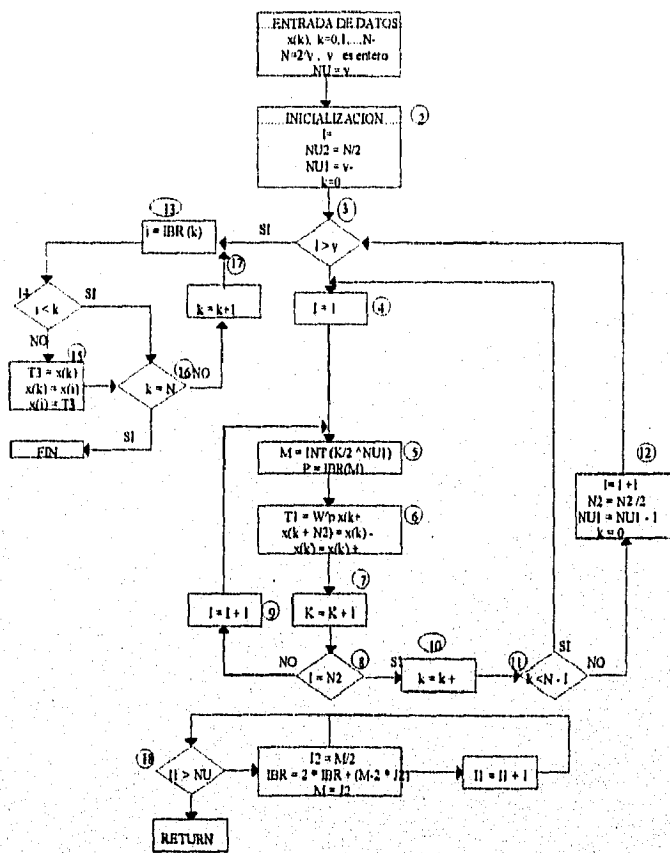 ENTRADA DE DATOS
x(k), k=0,1,...N-
N=2^v, v es entero
NU = v
2
INICIALIZACION
I=
NU2 = N/2
NU1 = v-
k=0
3
I > v
SI
13
i = IBR (k)
17
k = k+1
14
i < k
SI
NO
15
T3 = x(k)
x(k) = x(i)
x(i) = T3
16
k = N
NO
SI
FIN
4
I = 1
5
M = INT (K/2 ^NU1)
P = IBR(M)
6
T1 = W^p x(k+
x(k + N2) = x(k) -
x(k) = x(k) +
7
K = K + 1
9
I = I + 1
8
I = N2
NO
SI
10
k = k +
11
k <N - 1
SI
NO
12
I = I + 1
N2 = N2 /2
NU1 = NU1 - 1
k = 0
18
I1 > NU
J2 = M/2
IBR = 2 * IBR + (M-2 * J2)
M = J2
I1 = I1 + 1
RETURN